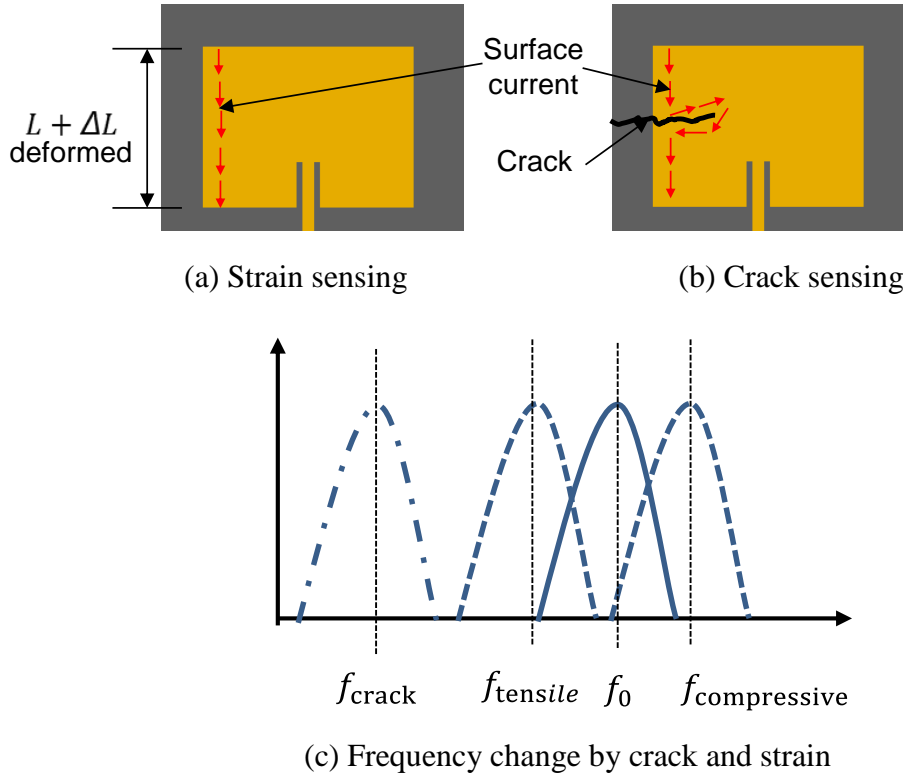 Surface
current
L + ΔL
deformed
Crack
(a) Strain sensing
(b) Crack sensing
f_crack
f_tensile
f_0
f_compressive
(c) Frequency change by crack and strain